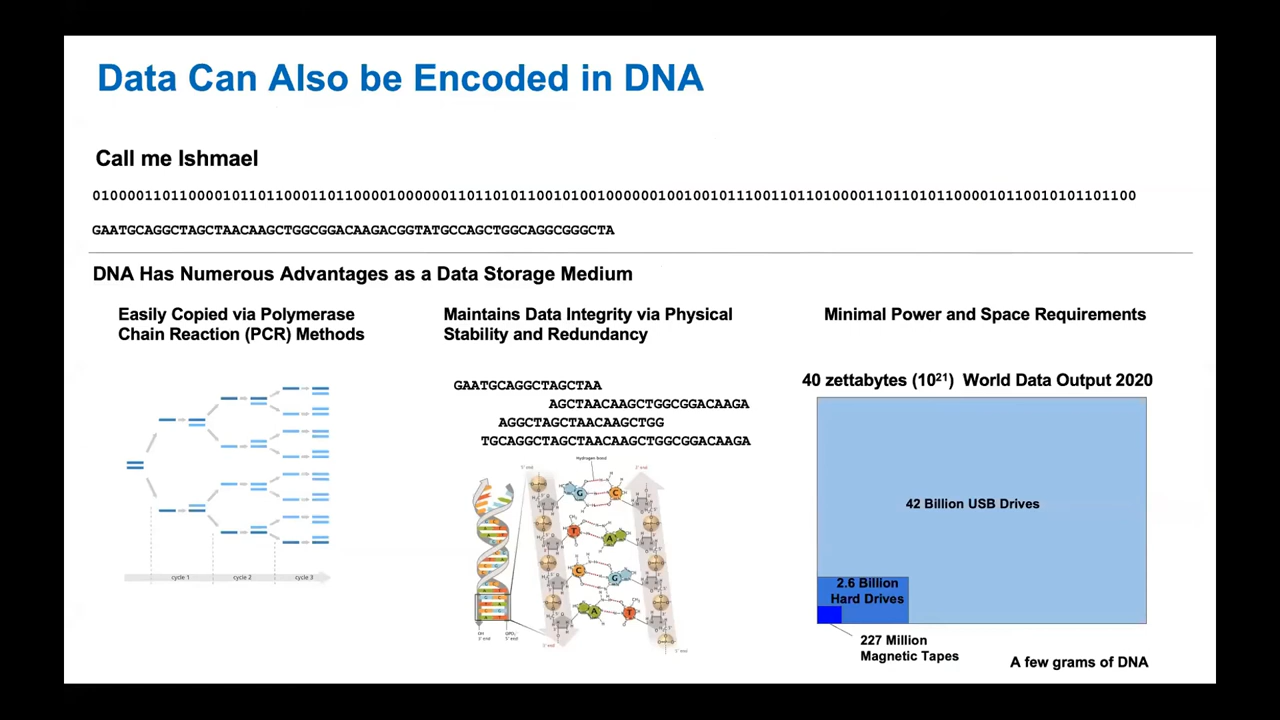 Data Can Also be Encoded in DNA
Call me Ishmael
010000110110000101101100011011000010000001101101011001010010000001001001011100110110100001101101011000010110010101101100
GAATGCAGGCTAGCTAACAAGCTGGCGGACAAGACGGTATGCCAGCTGGCAGGCGGGCTA
DNA Has Numerous Advantages as a Data Storage Medium
Easily Copied via Polymerase
Chain Reaction (PCR) Methods
cycle 1
cycle 2
cycle 3
Maintains Data Integrity via Physical
Stability and Redundancy
GAATGCAGGCTAGCTAA
AGCTAACAAGCTGGCGGACAAGA
AGGCTAGCTAACAAGCTGG
TGCAGGCTAGCTAACAAGCTGGCGGACAAGA
Hydrogen bond
G C
T A
C G
A T
Minimal Power and Space Requirements
40 zettabytes (10²¹) World Data Output 2020
42 Billion USB Drives
2.6 Billion
Hard Drives
227 Million
Magnetic Tapes
A few grams of DNA